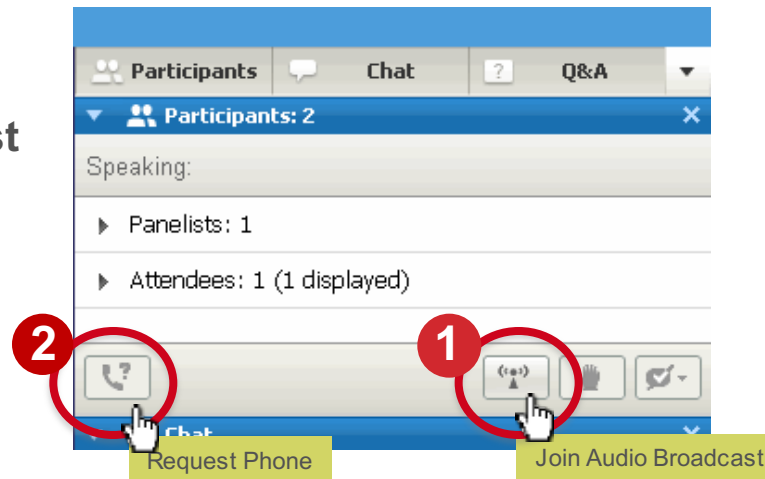 Participants Chat ? Q&A
Participants: 2
st
Speaking:
Panelists: 1
Attendees: 1 (1 displayed)
2 1
?
Chat
Request Phone
Join Audio Broadcast